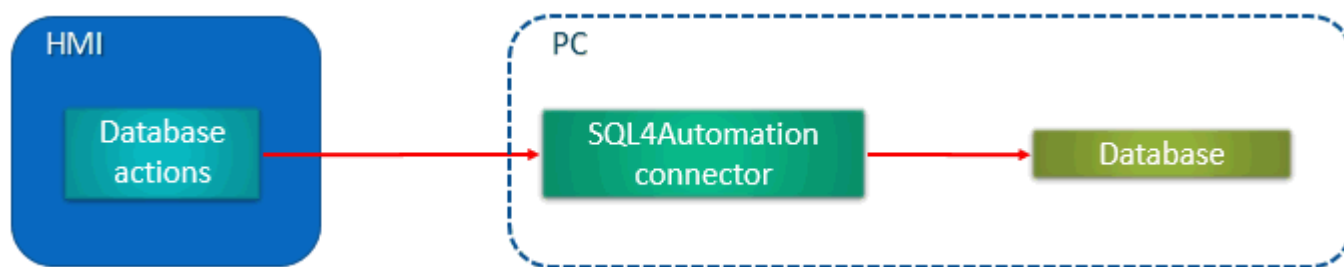 HMI
PC
Database
actions
SQL4Automation
connector
Database